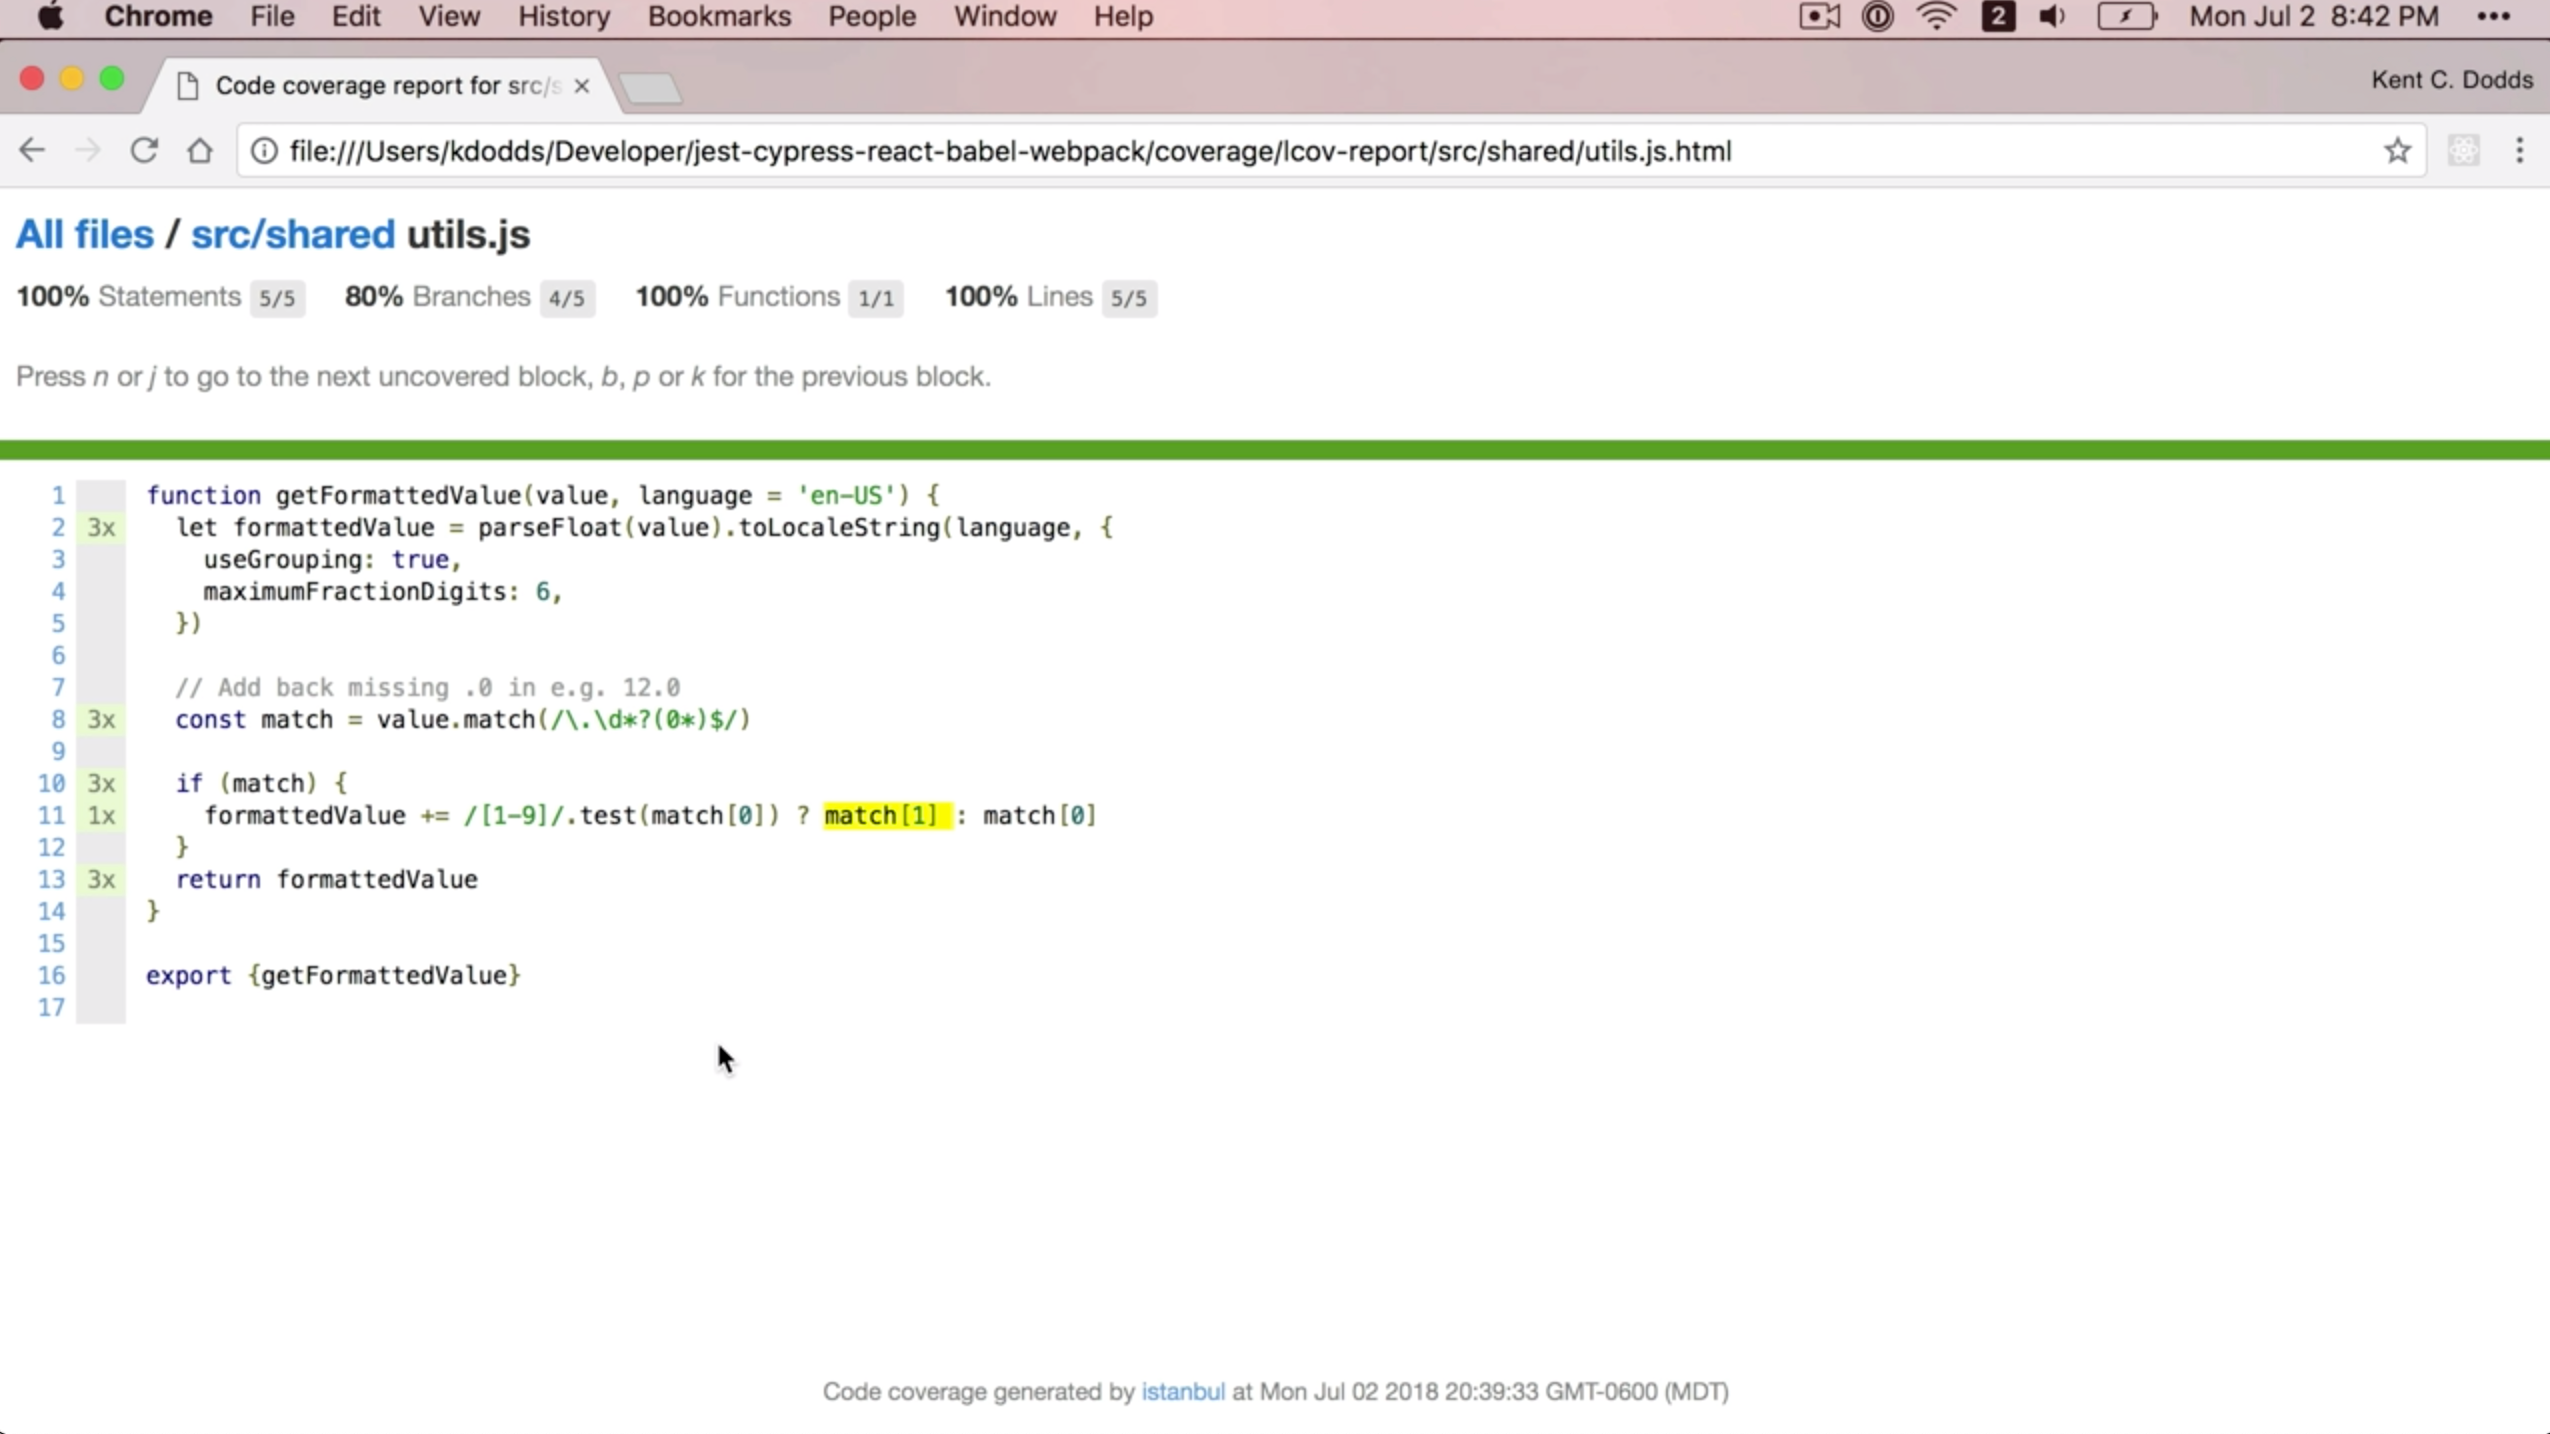 Chrome File Edit View History Bookmarks People Window Help 2 Mon Jul 2 8:42 PM
Code coverage report for src/s Kent C. Dodds
file:///Users/kdodds/Developer/jest-cypress-react-babel-webpack/coverage/lcov-report/src/shared/utils.js.html
All files / src/shared utils.js
100% Statements 5/5 80% Branches 4/5 100% Functions 1/1 100% Lines 5/5
Press n or j to go to the next uncovered block, b, p or k for the previous block.
1 function getFormattedValue(value, language = 'en-US') {
2 3x let formattedValue = parseFloat(value).toLocaleString(language, {
3 useGrouping: true,
4 maximumFractionDigits: 6,
5 })
6
7 // Add back missing .0 in e.g. 12.0
8 3x const match = value.match(/\.\d*?(0*)$/)
9
10 3x if (match) {
11 1x formattedValue += /[1-9]/.test(match[0]) ? match[1] : match[0]
12 }
13 3x return formattedValue
14 }
15
16 export {getFormattedValue}
17
Code coverage generated by istanbul at Mon Jul 02 2018 20:39:33 GMT-0600 (MDT)